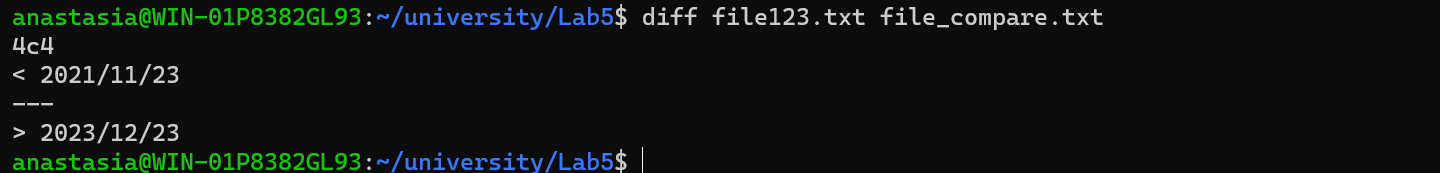 anastasia@WIN-01P8382GL93:~/university/Lab5$ diff file123.txt file_compare.txt
4c4
< 2021/11/23
---
> 2023/12/23
anastasia@WIN-01P8382GL93:~/university/Lab5$